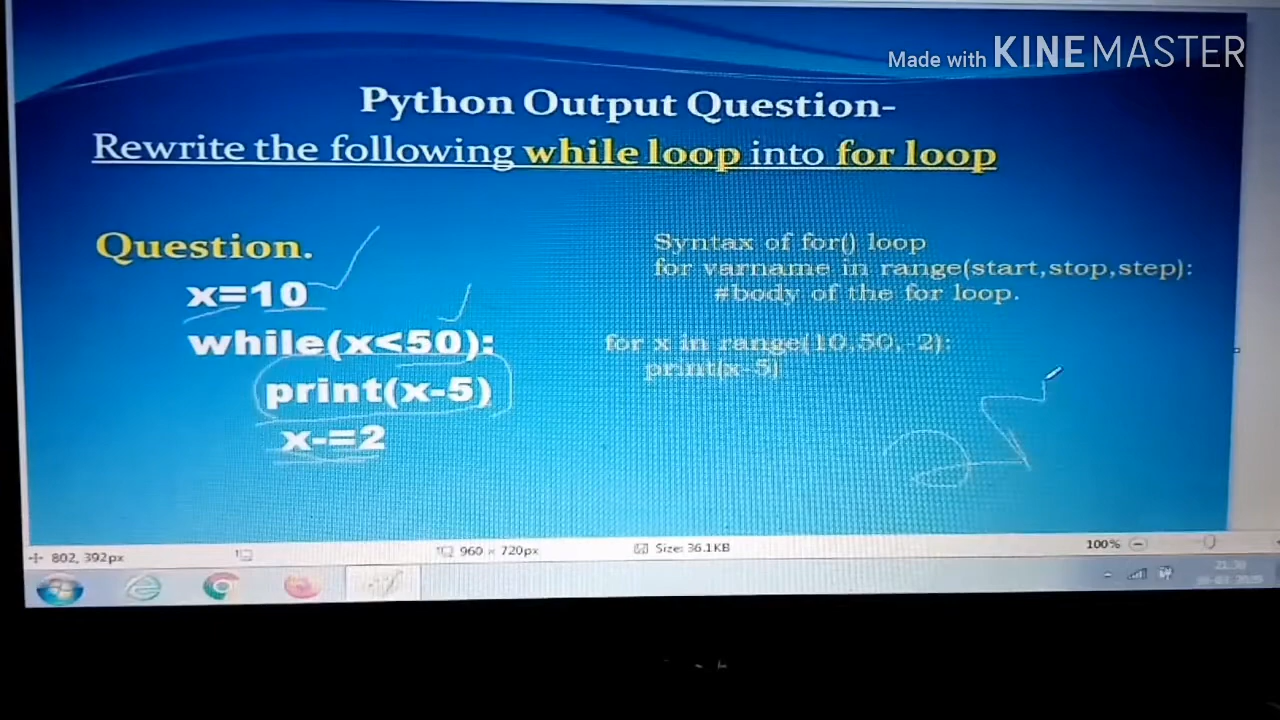 Made with KINEMASTER
Python Output Question-
Rewrite the following while loop into for loop
Question.
x=10
while(x<50):
print(x-5)
x-=2
Syntax of for() loop
for varname in range(start,stop,step):
#body of the for loop.
for x in range(10,50,-2):
print(x-5)
802, 392px
960 × 720px
Size: 36.1KB
100%
21:30